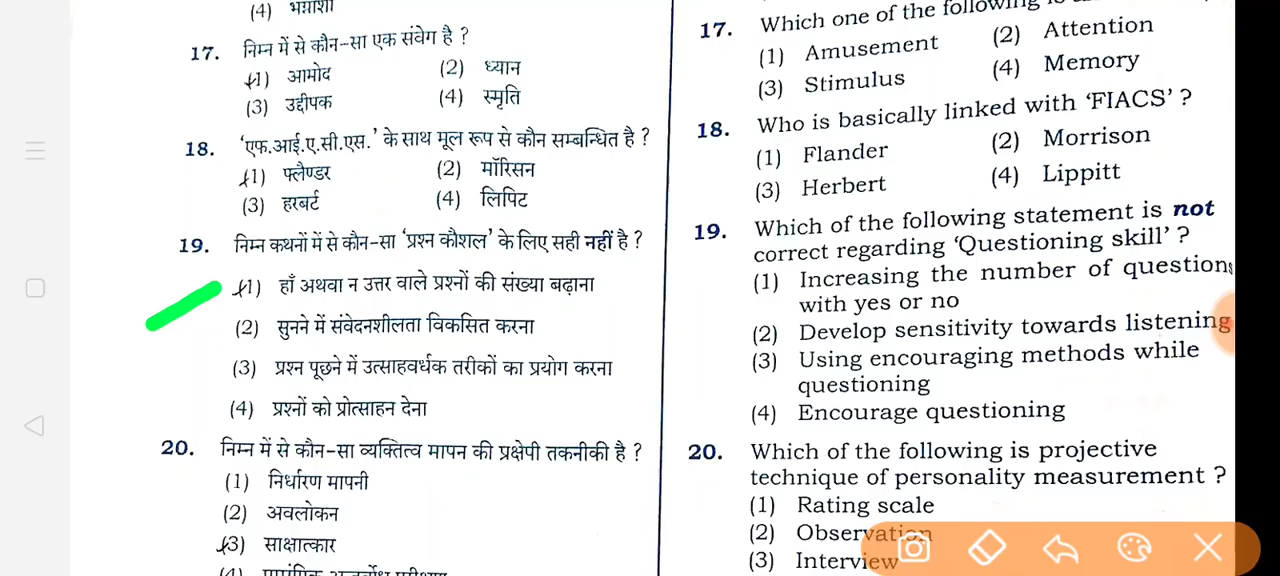 (4) भग्नाशा
17. निम्न में से कौन-सा एक संवेग है ?
(1) आमोद
(2) ध्यान
(3) उद्दीपक
(4) स्मृति
18. 'एफ.आई.ए.सी.एस.' के साथ मूल रूप से कौन सम्बन्धित है ?
(1) फ्लैण्डर
(2) मॉरिसन
(3) हरबर्ट
(4) लिपिट
19. निम्न कथनों में से कौन-सा 'प्रश्न कौशल' के लिए सही नहीं है ?
(1) हाँ अथवा न उत्तर वाले प्रश्नों की संख्या बढ़ाना
(2) सुनने में संवेदनशीलता विकसित करना
(3) प्रश्न पूछने में उत्साहवर्धक तरीकों का प्रयोग करना
(4) प्रश्नों को प्रोत्साहन देना
20. निम्न में से कौन-सा व्यक्तित्व मापन की प्रक्षेपी तकनीकी है ?
(1) निर्धारण मापनी
(2) अवलोकन
(3) साक्षात्कार
(4)
17. Which one of the following is
(1) Amusement
(2) Attention
(3) Stimulus
(4) Memory
18. Who is basically linked with 'FIACS' ?
(1) Flander
(2) Morrison
(3) Herbert
(4) Lippitt
19. Which of the following statement is not
correct regarding 'Questioning skill' ?
(1) Increasing the number of questions
with yes or no
(2) Develop sensitivity towards listening
(3) Using encouraging methods while
questioning
(4) Encourage questioning
20. Which of the following is projective
technique of personality measurement ?
(1) Rating scale
(2) Observation
(3) Interview